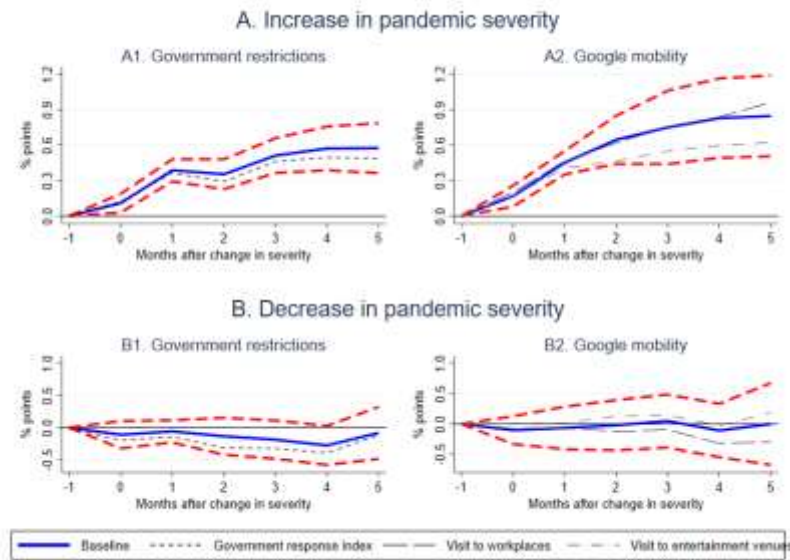 A. Increase in pandemic severity
A1. Government restrictions
% points
0.0 0.3 0.6 0.9 1.2
-1 0 1 2 3 4 5
Months after change in severity
A2. Google mobility
% points
0.0 0.3 0.6 0.9 1.2
-1 0 1 2 3 4 5
Months after change in severity
B. Decrease in pandemic severity
B1. Government restrictions
% points
-0.5 0.0 0.5 1.0
-1 0 1 2 3 4 5
Months after change in severity
B2. Google mobility
% points
-0.5 0.0 0.5 1.0
-1 0 1 2 3 4 5
Months after change in severity
Baseline Government response index Visit to workplaces Visit to entertainment venues